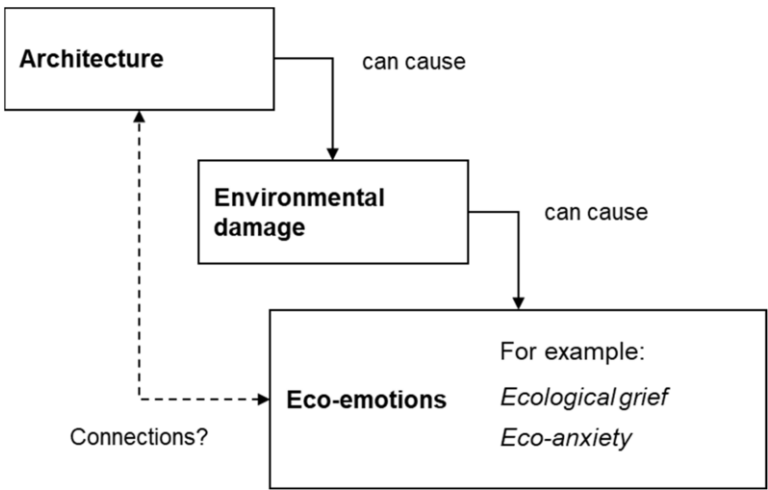 Architecture
can cause
Environmental
damage
can cause
For example:
Eco-emotions
Ecological grief
Eco-anxiety
Connections?